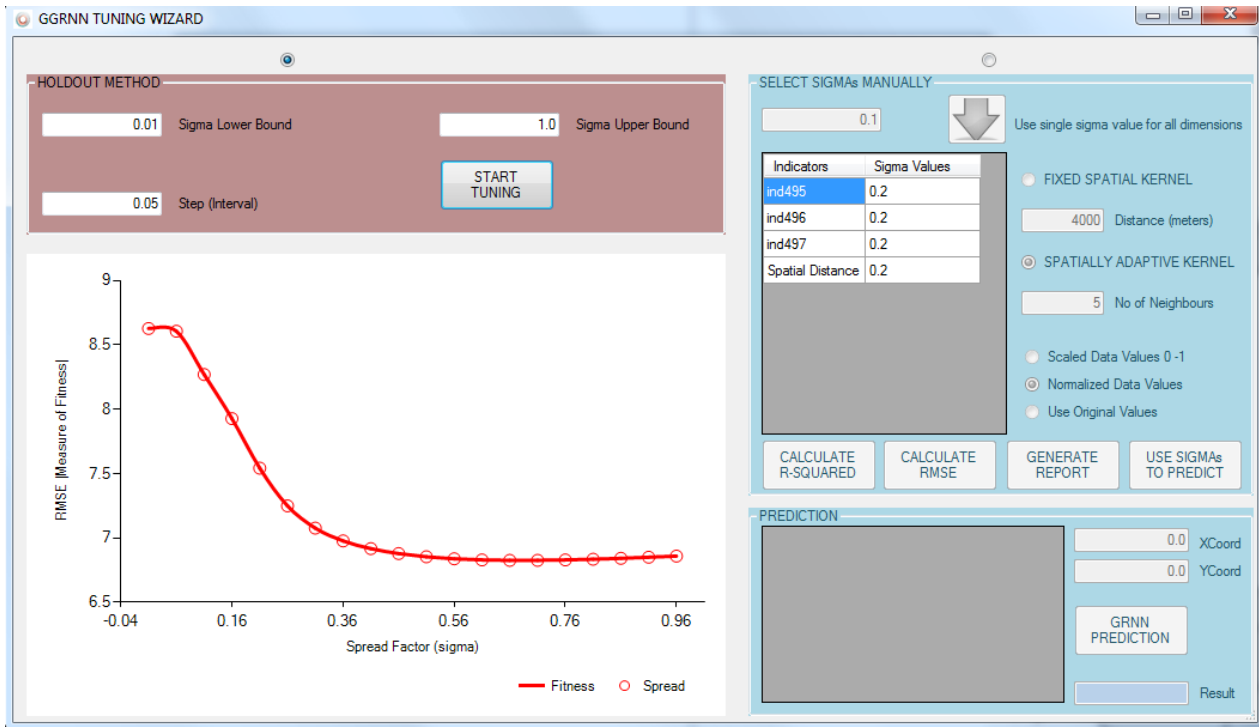 GGRNN TUNING WIZARD
HOLDOUT METHOD
0.01 Sigma Lower Bound
1.0 Sigma Upper Bound
START
TUNING
0.05 Step (Interval)
RMSE |Measure of Fitness|
9
8.5
8
7.5
7
6.5
-0.04 0.16 0.36 0.56 0.76 0.96
Spread Factor (sigma)
Fitness Spread
SELECT SIGMAs MANUALLY
0.1
Use single sigma value for all dimensions
Indicators Sigma Values
ind495 0.2
ind496 0.2
ind497 0.2
Spatial Distance 0.2
FIXED SPATIAL KERNEL
4000 Distance (meters)
SPATIALLY ADAPTIVE KERNEL
5 No of Neighbours
Scaled Data Values 0 -1
Normalized Data Values
Use Original Values
CALCULATE
R-SQUARED
CALCULATE
RMSE
GENERATE
REPORT
USE SIGMAs
TO PREDICT
PREDICTION
0.0 XCoord
0.0 YCoord
GRNN
PREDICTION
Result